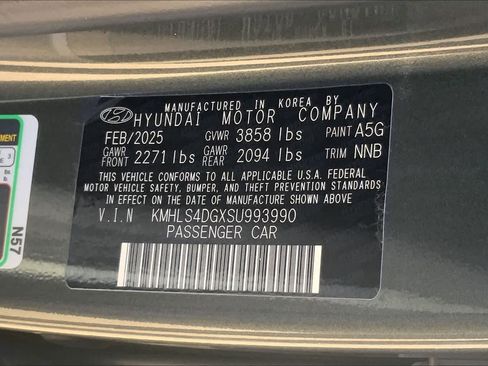 MANUFACTURED IN KOREA BY
HYUNDAI MOTOR COMPANY
FEB/2025 GVWR 3858 lbs PAINT A5G
GAWR FRONT 2271 lbs GAWR REAR 2094 lbs TRIM NNB
THIS VEHICLE CONFORMS TO ALL APPLICABLE U.S.A. FEDERAL
MOTOR VEHICLE SAFETY, BUMPER, AND THEFT PREVENTION STANDARDS
IN EFFECT ON THE DATE OF MANUFACTURE SHOWN ABOVE
V.I.N KMHLS4DGXSU993990
PASSENGER CAR
N57